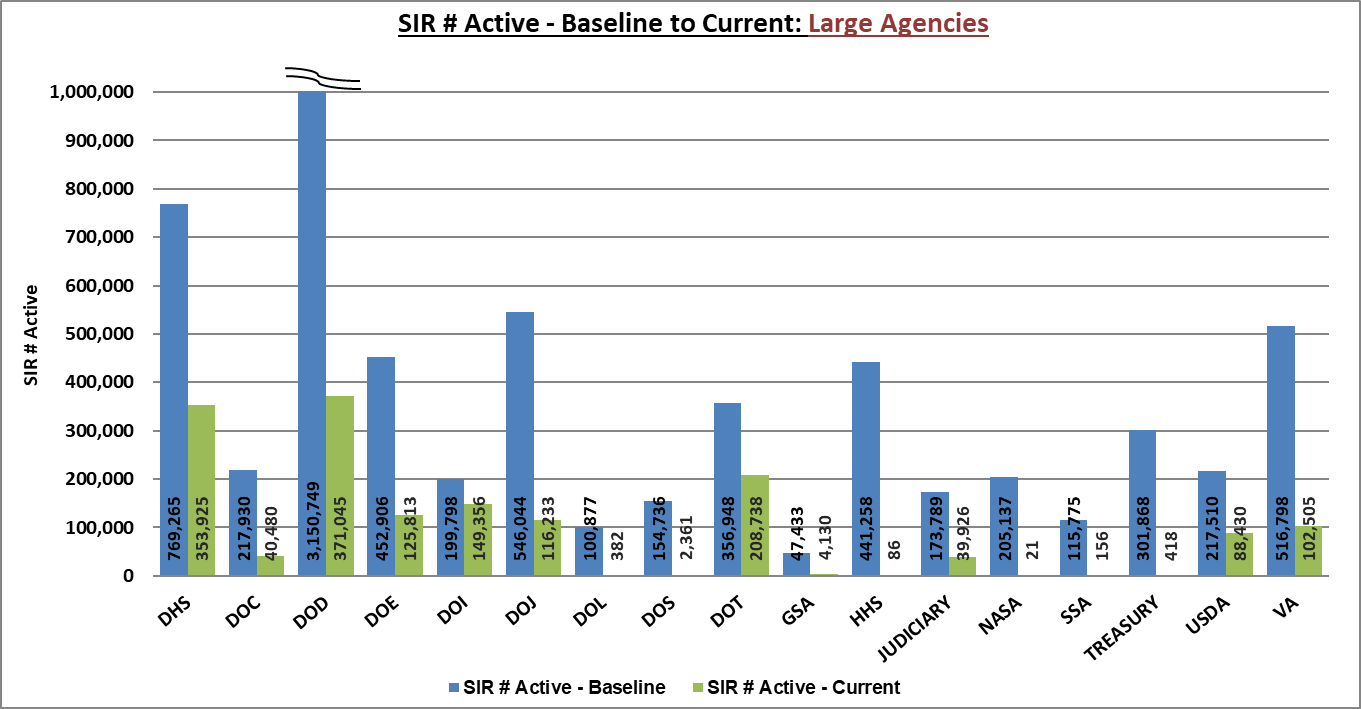 SIR # Active - Baseline to Current: Large Agencies
SIR # Active
1,000,000
900,000
800,000
700,000
600,000
500,000
400,000
300,000
200,000
100,000
0
769,265
353,925
217,930
40,480
3,150,749
371,045
452,906
125,813
199,798
149,356
546,044
116,233
100,877
382
154,736
2,361
356,948
208,738
47,433
4,130
441,258
86
173,789
39,926
205,137
21
115,775
156
301,868
418
217,510
88,430
516,798
102,505
DHS
DOC
DOD
DOE
DOI
DOJ
DOL
DOS
DOT
GSA
HHS
JUDICIARY
NASA
SSA
TREASURY
USDA
VA
SIR # Active - Baseline
SIR # Active - Current